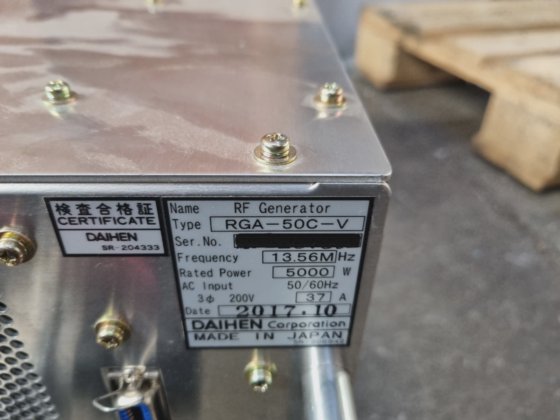 検査合格証
CERTIFICATE
DAIHEN
SR-204333
Name RF Generator
Type RGA-50C-V
Ser.No.
Frequency 13.56M Hz
Rated Power 5000 W
AC Input 50/60Hz
3φ 200V 37 A
Date 2017.10
DAIHEN Corporation
MADE IN JAPAN